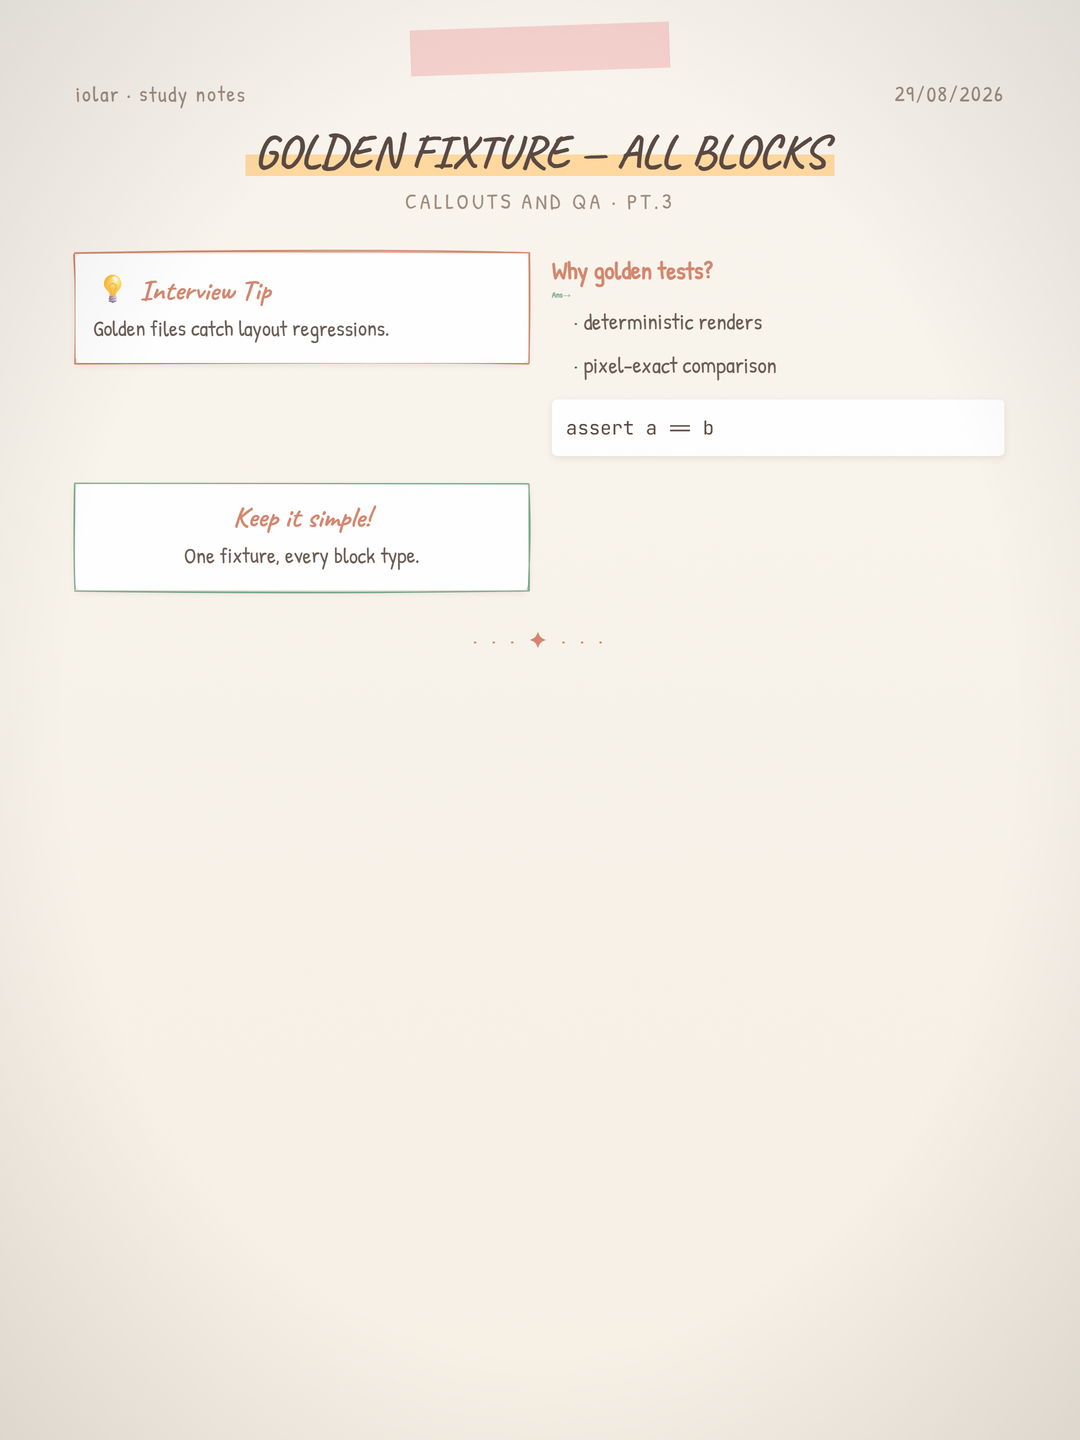 iolar · study notes
29/08/2026
GOLDEN FIXTURE – ALL BLOCKS
CALLOUTS AND QA · PT.3
💡 Interview Tip
Golden files catch layout regressions.
Why golden tests?
Ans→
· deterministic renders
· pixel-exact comparison
assert a == b
Keep it simple!
One fixture, every block type.